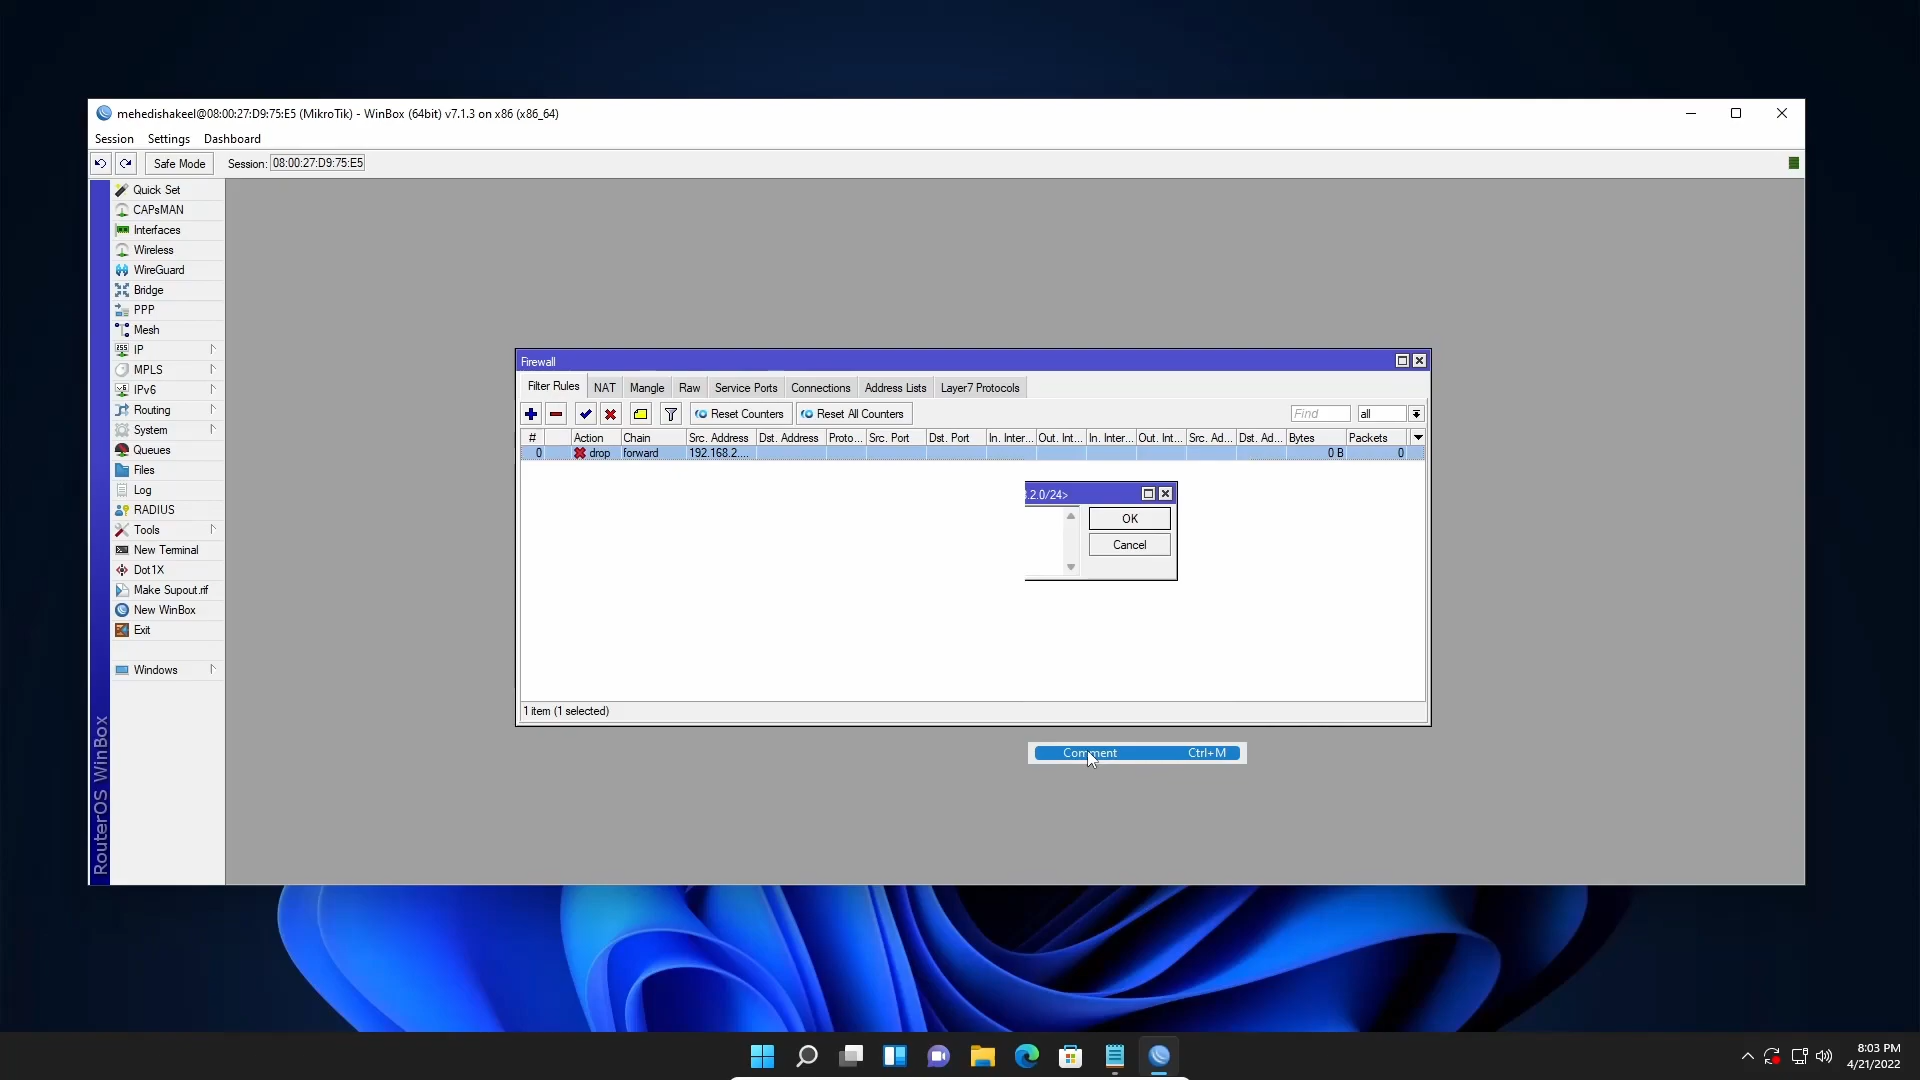 mehedishakeel@08:00:27:D9:75:E5 (MikroTik) - WinBox (64bit) v7.1.3 on x86 (x86_64)
Session Settings Dashboard
Safe Mode Session: 08:00:27:D9:75:E5
Quick Set
CAPsMAN
Interfaces
Wireless
WireGuard
Bridge
PPP
Mesh
IP
MPLS
IPv6
Routing
System
Queues
Files
Log
RADIUS
Tools
New Terminal
Dot1X
Make Supout.rif
New WinBox
Exit
Windows
RouterOS WinBox
Firewall
Filter Rules NAT Mangle Raw Service Ports Connections Address Lists Layer7 Protocols
Reset Counters Reset All Counters Find all
# Action Chain Src. Address Dst. Address Proto... Src. Port Dst. Port In. Inter... Out. Int... In. Inter... Out. Int... Src. Ad... Dst. Ad... Bytes Packets
0 drop forward 192.168.2.... 0 B 0
.2.0/24>
OK
Cancel
1 item (1 selected)
Comment Ctrl+M
8:03 PM
4/21/2022